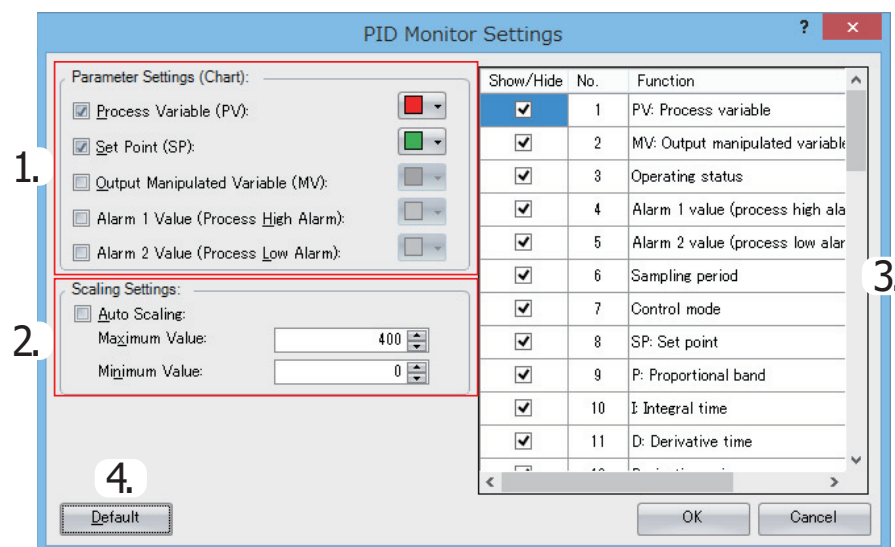 PID Monitor Settings
?
×
1.
Parameter Settings (Chart):
Process Variable (PV):
Set Point (SP):
Output Manipulated Variable (MV):
Alarm 1 Value (Process High Alarm):
Alarm 2 Value (Process Low Alarm):
2.
Scaling Settings:
Auto Scaling:
Maximum Value: 400
Minimum Value: 0
3.
Show/Hide No. Function
1 PV: Process variable
2 MV: Output manipulated variable
3 Operating status
4 Alarm 1 value (process high ala
5 Alarm 2 value (process low alar
6 Sampling period
7 Control mode
8 SP: Set point
9 P: Proportional band
10 I: Integral time
11 D: Derivative time
4.
Default
OK
Cancel